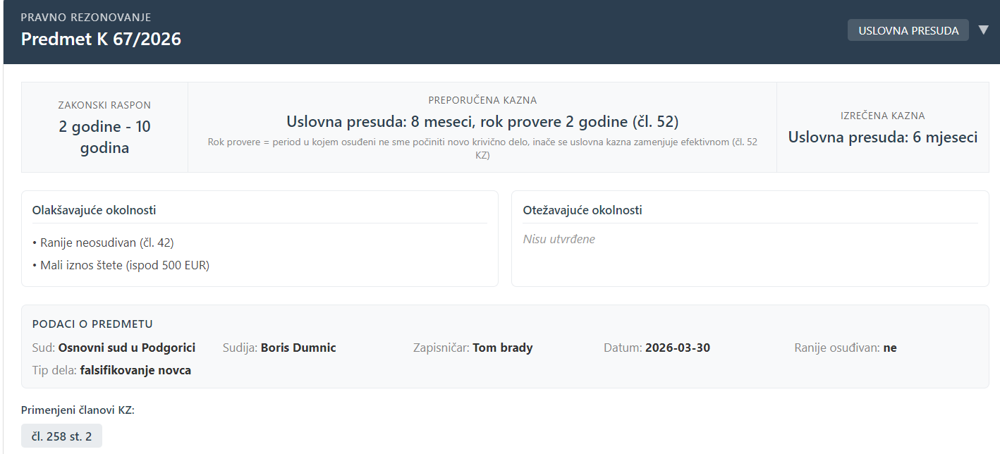 PRAVNO REZONOVANJE
Predmet K 67/2026
USLOVNA PRESUDA ▼
ZAKONSKI RASPON
2 godine - 10
godina
PREPORUČENA KAZNA
Uslovna presuda: 8 meseci, rok provere 2 godine (čl. 52)
Rok provere = period u kojem osuđeni ne sme počiniti novo krivično delo, inače se uslovna kazna zamenjuje efektivnom (čl. 52
KZ)
IZREČENA KAZNA
Uslovna presuda: 6 mjeseci
Olakšavajuće okolnosti
• Ranije neosudivan (čl. 42)
• Mali iznos štete (ispod 500 EUR)
Otežavajuće okolnosti
Nisu utvrđene
PODACI O PREDMETU
Sud: Osnovni sud u Podgorici
Sudija: Boris Dumnic
Zapisničar: Tom brady
Datum: 2026-03-30
Ranije osuđivan: ne
Tip dela: falsifikovanje novca
Primenjeni članovi KZ:
čl. 258 st. 2